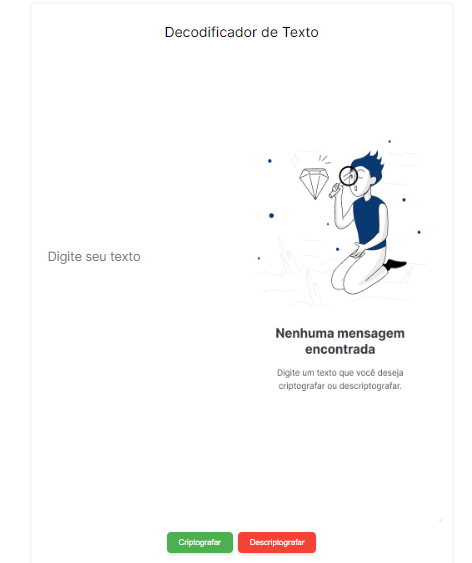 Decodificador de Texto
Digite seu texto
Nenhuma mensagem
encontrada
Digite um texto que você deseja
criptografar ou descriptografar.
Criptografar
Descriptografar